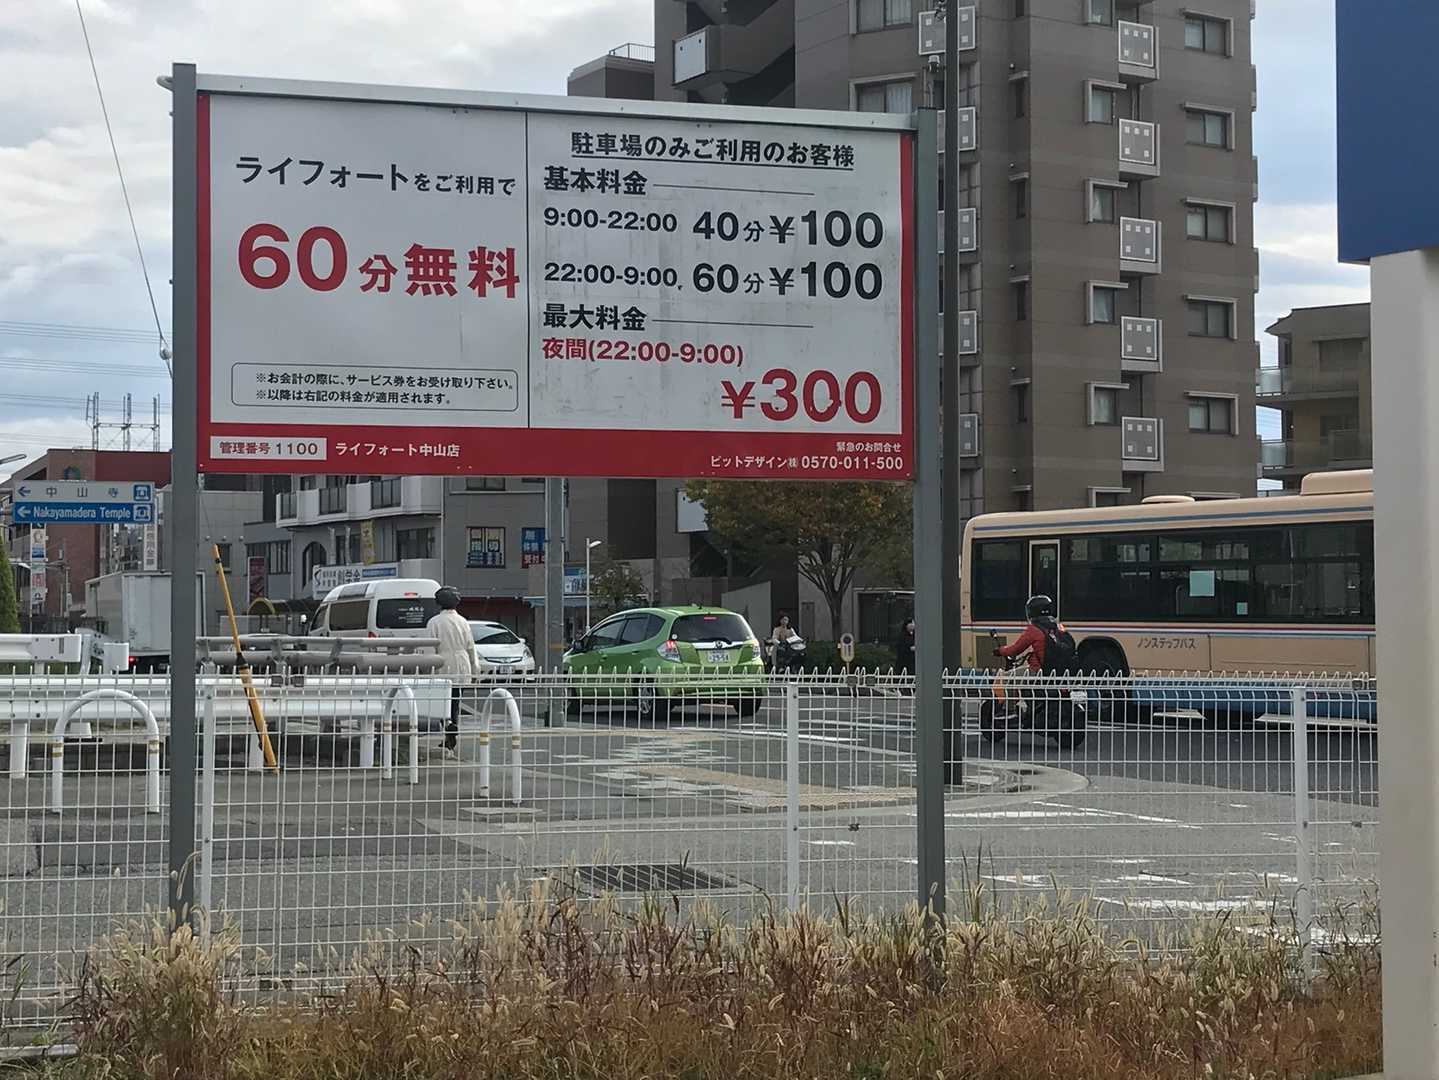 ライフォートをご利用で
60分無料
※お会計の際に、サービス券をお受け取り下さい。
※以降は右記の料金が適用されます。
駐車場のみご利用のお客様
基本料金
9:00-22:00 40分¥100
22:00-9:00 60分¥100
最大料金
夜間(22:00-9:00)
¥300
管理番号 1100 ライフォート中山店
緊急のお問合せ
ピットデザイン㈱ 0570-011-500
中山寺
Nakayamadera Temple
ノンステップバス